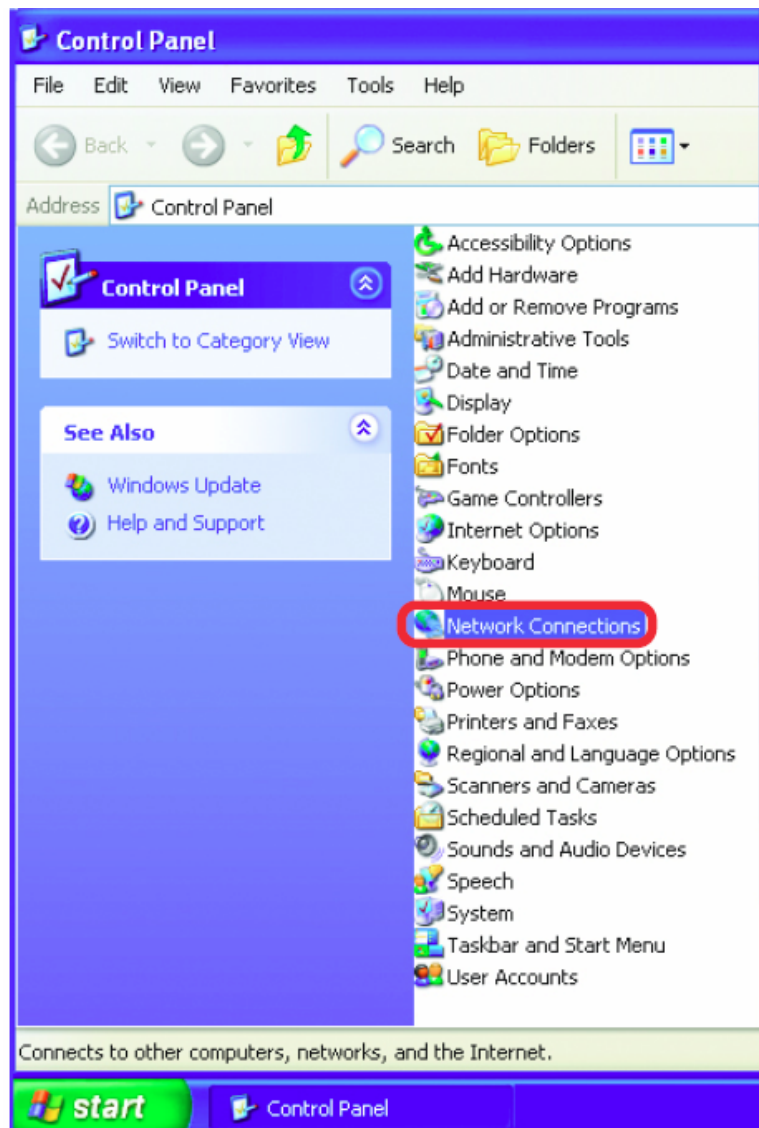 Control Panel
File Edit View Favorites Tools Help
Back Search Folders
Address Control Panel
Control Panel
Switch to Category View
See Also
Windows Update
Help and Support
Accessibility Options
Add Hardware
Add or Remove Programs
Administrative Tools
Date and Time
Display
Folder Options
Fonts
Game Controllers
Internet Options
Keyboard
Mouse
Network Connections
Phone and Modem Options
Power Options
Printers and Faxes
Regional and Language Options
Scanners and Cameras
Scheduled Tasks
Sounds and Audio Devices
Speech
System
Taskbar and Start Menu
User Accounts
Connects to other computers, networks, and the Internet.
start Control Panel